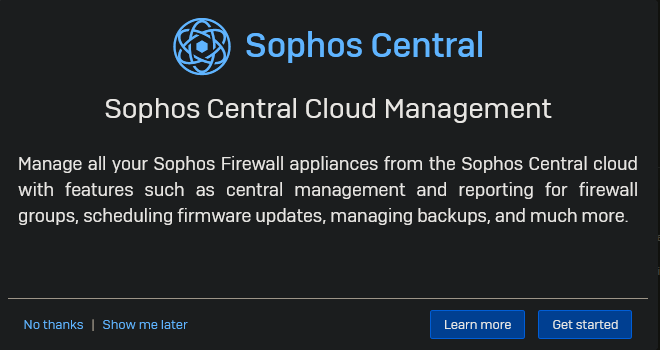 Sophos Central
Sophos Central Cloud Management
Manage all your Sophos Firewall appliances from the Sophos Central cloud
with features such as central management and reporting for firewall
groups, scheduling firmware updates, managing backups, and much more.
No thanks | Show me later
Learn more
Get started